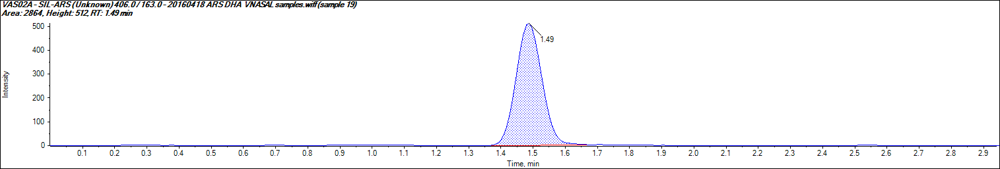 VAS02A - SIL-ARS (Unknown) 406.0 / 163.0 - 20160418 ARS DHA VNASAL samples.wiff (sample 19)
Area: 2864, Height: 512, RT: 1.49 min
500
400
300
200
100
0
Intensity
1.49
0.1 0.2 0.3 0.4 0.5 0.6 0.7 0.8 0.9 1.0 1.1 1.2 1.3 1.4 1.5 1.6 1.7 1.8 1.9 2.0 2.1 2.2 2.3 2.4 2.5 2.6 2.7 2.8 2.9
Time, min